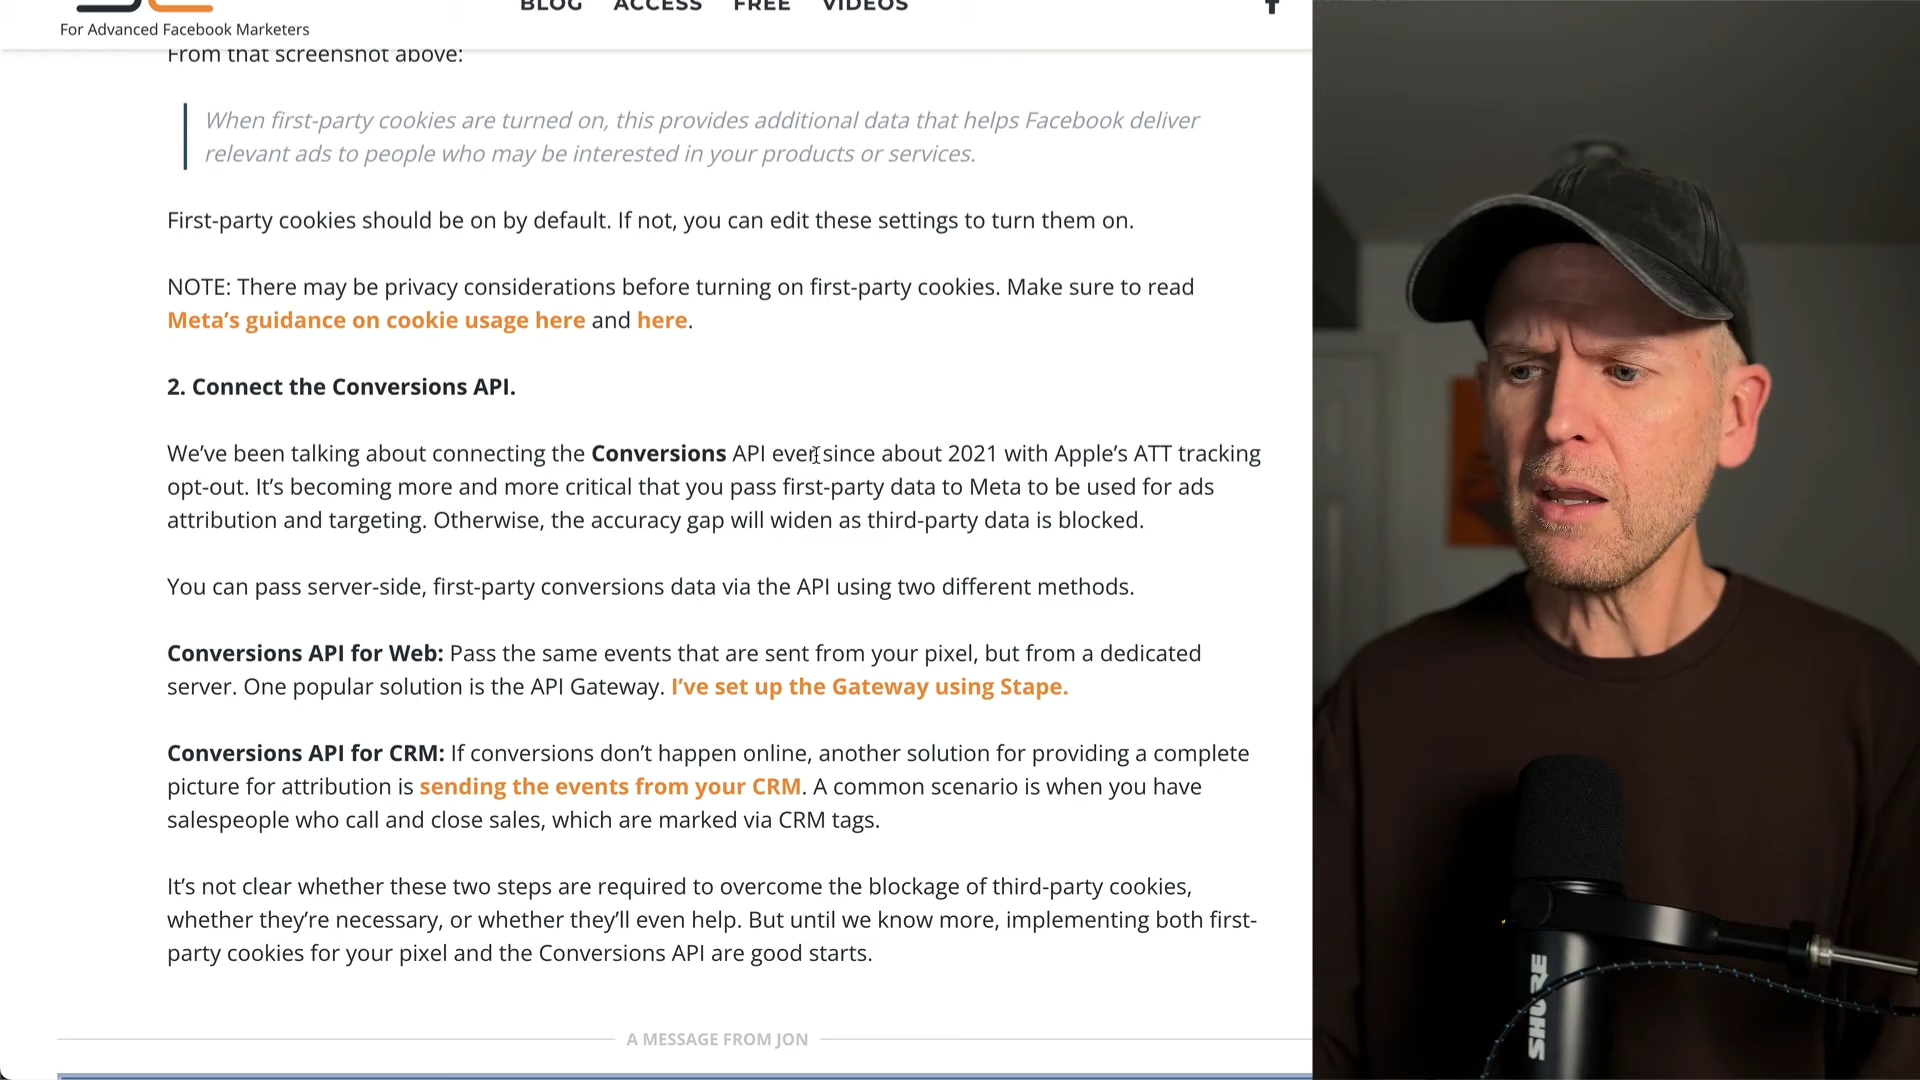 BLOG ACCESS FREE VIDEOS
For Advanced Facebook Marketers
From that screenshot above:
When first-party cookies are turned on, this provides additional data that helps Facebook deliver
relevant ads to people who may be interested in your products or services.
First-party cookies should be on by default. If not, you can edit these settings to turn them on.
NOTE: There may be privacy considerations before turning on first-party cookies. Make sure to read
Meta’s guidance on cookie usage here and here.
2. Connect the Conversions API.
We’ve been talking about connecting the Conversions API ever since about 2021 with Apple’s ATT tracking
opt-out. It’s becoming more and more critical that you pass first-party data to Meta to be used for ads
attribution and targeting. Otherwise, the accuracy gap will widen as third-party data is blocked.
You can pass server-side, first-party conversions data via the API using two different methods.
Conversions API for Web: Pass the same events that are sent from your pixel, but from a dedicated
server. One popular solution is the API Gateway. I’ve set up the Gateway using Stape.
Conversions API for CRM: If conversions don’t happen online, another solution for providing a complete
picture for attribution is sending the events from your CRM. A common scenario is when you have
salespeople who call and close sales, which are marked via CRM tags.
It’s not clear whether these two steps are required to overcome the blockage of third-party cookies,
whether they’re necessary, or whether they’ll even help. But until we know more, implementing both first-
party cookies for your pixel and the Conversions API are good starts.
A MESSAGE FROM JON
SHURE